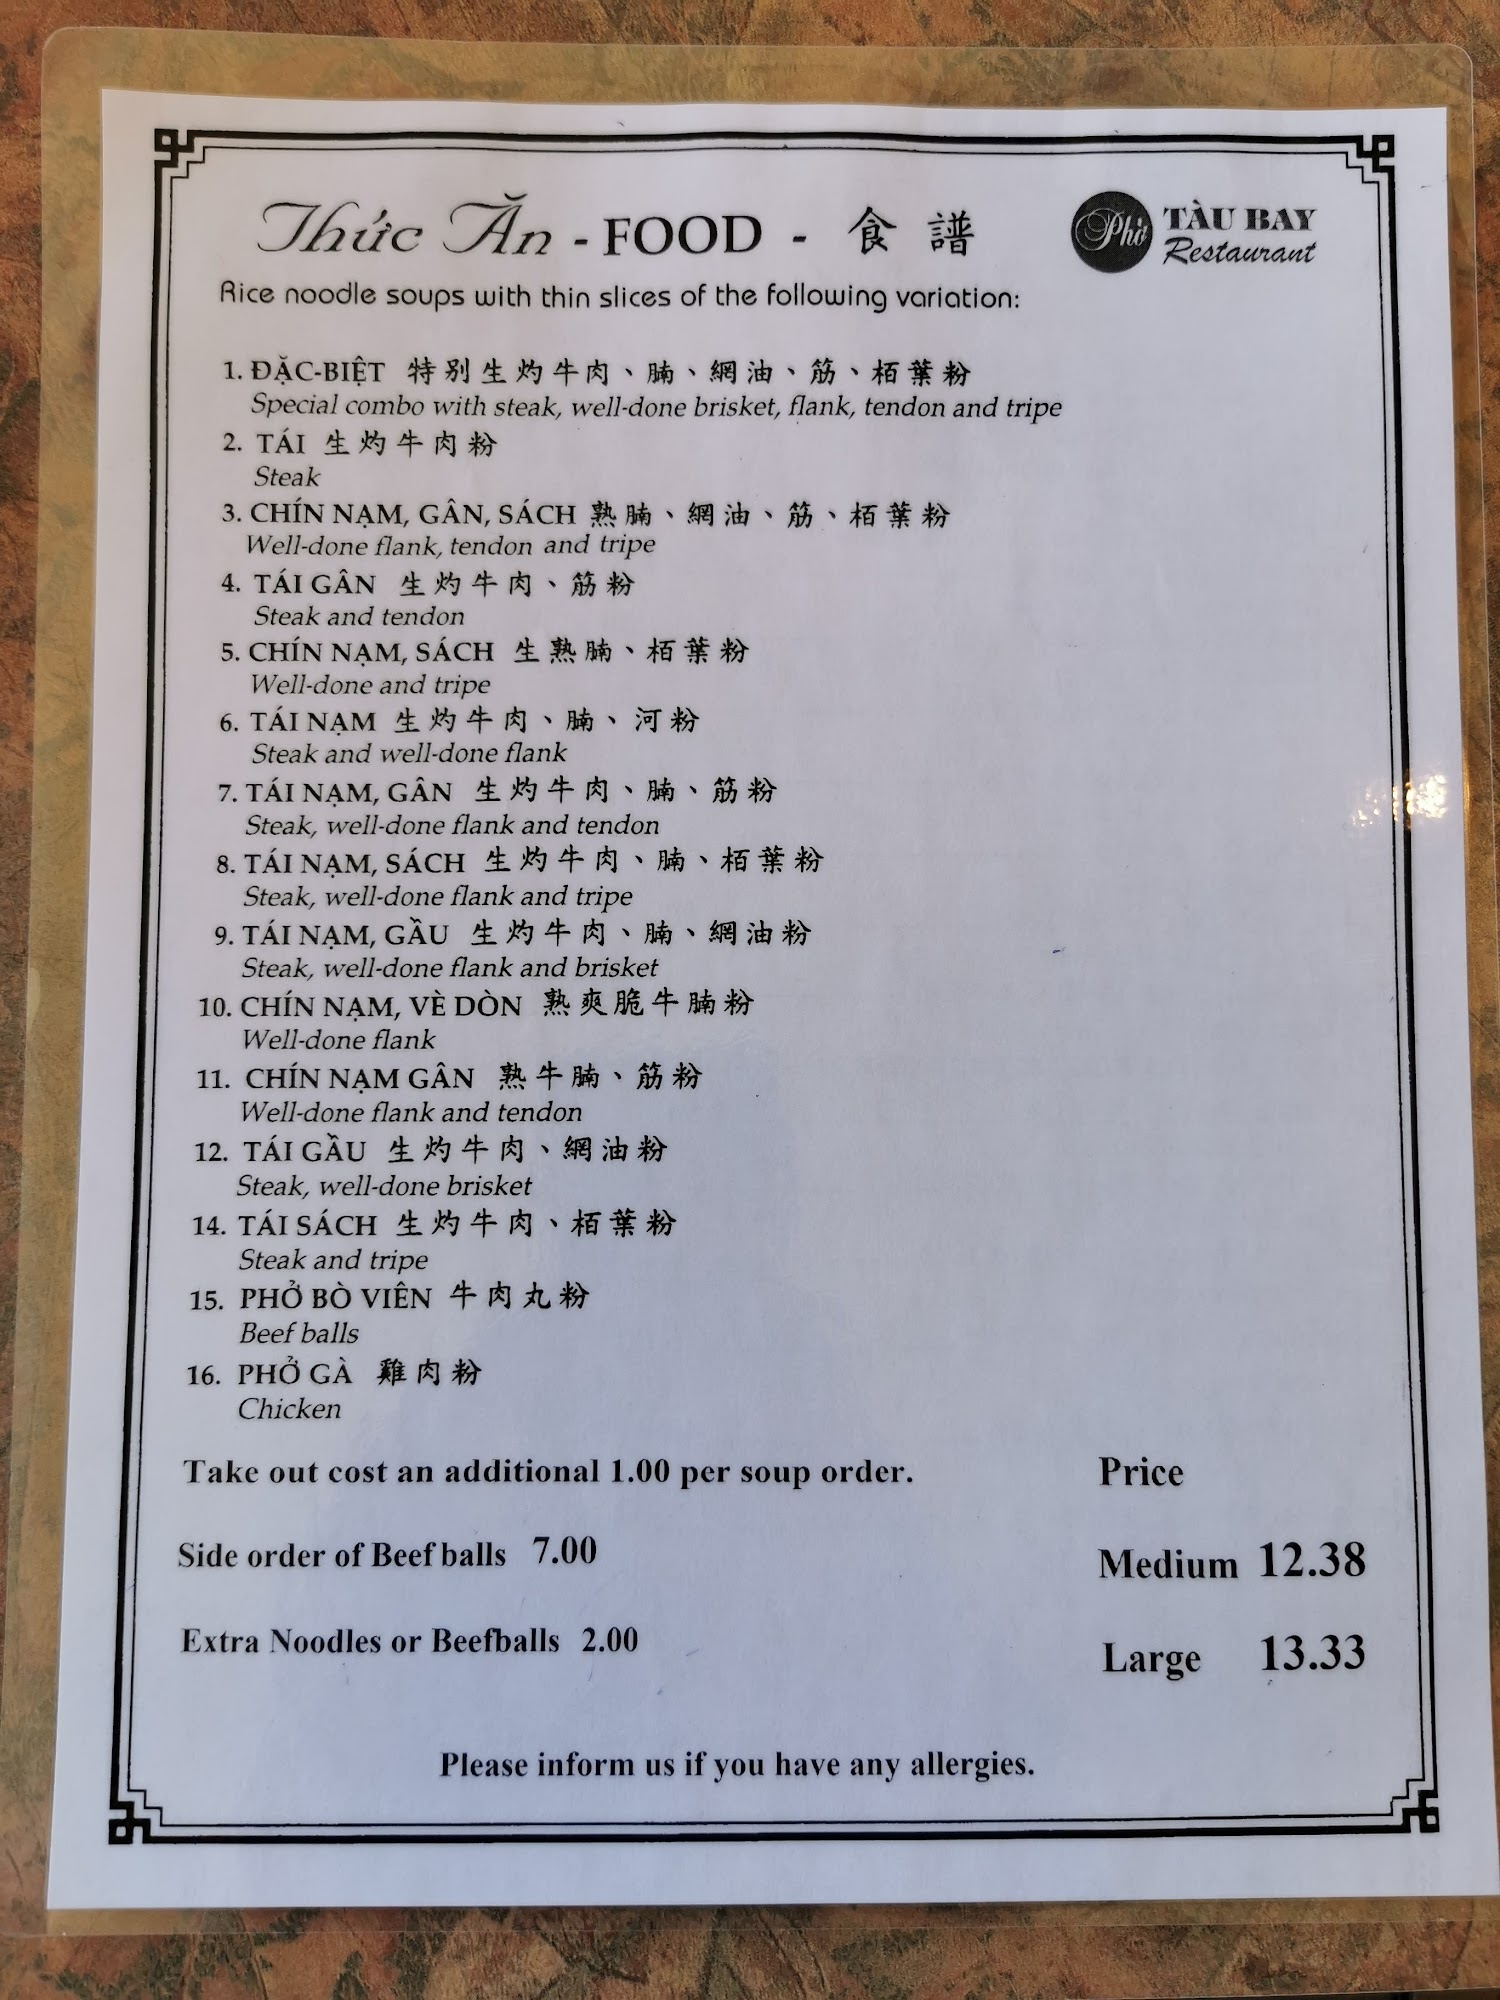 Thức Ăn - FOOD - 食 譜
Phở TÀU BAY
Restaurant
Rice noodle soups with thin slices of the following variation:
1. ĐẶC-BIỆT 特別生灼牛肉、腩、網油、筋、栢葉粉
Special combo with steak, well-done brisket, flank, tendon and tripe
2. TÁI 生灼牛肉粉
Steak
3. CHÍN NẠM, GÂN, SÁCH 熟腩、網油、筋、栢葉粉
Well-done flank, tendon and tripe
4. TÁI GÂN 生灼牛肉、筋粉
Steak and tendon
5. CHÍN NẠM, SÁCH 生熟腩、栢葉粉
Well-done and tripe
6. TÁI NẠM 生灼牛肉、腩、河粉
Steak and well-done flank
7. TÁI NẠM, GÂN 生灼牛肉、腩、筋粉
Steak, well-done flank and tendon
8. TÁI NẠM, SÁCH 生灼牛肉、腩、栢葉粉
Steak, well-done flank and tripe
9. TÁI NẠM, GẦU 生灼牛肉、腩、網油粉
Steak, well-done flank and brisket
10. CHÍN NẠM, VÈ DÒN 熟爽脆牛腩粉
Well-done flank
11. CHÍN NẠM GÂN 熟牛腩、筋粉
Well-done flank and tendon
12. TÁI GẦU 生灼牛肉、網油粉
Steak, well-done brisket
14. TÁI SÁCH 生灼牛肉、栢葉粉
Steak and tripe
15. PHỞ BÒ VIÊN 牛肉丸粉
Beef balls
16. PHỞ GÀ 雞肉粉
Chicken
Take out cost an additional 1.00 per soup order.
Price
Side order of Beef balls 7.00
Medium 12.38
Extra Noodles or Beefballs 2.00
Large 13.33
Please inform us if you have any allergies.